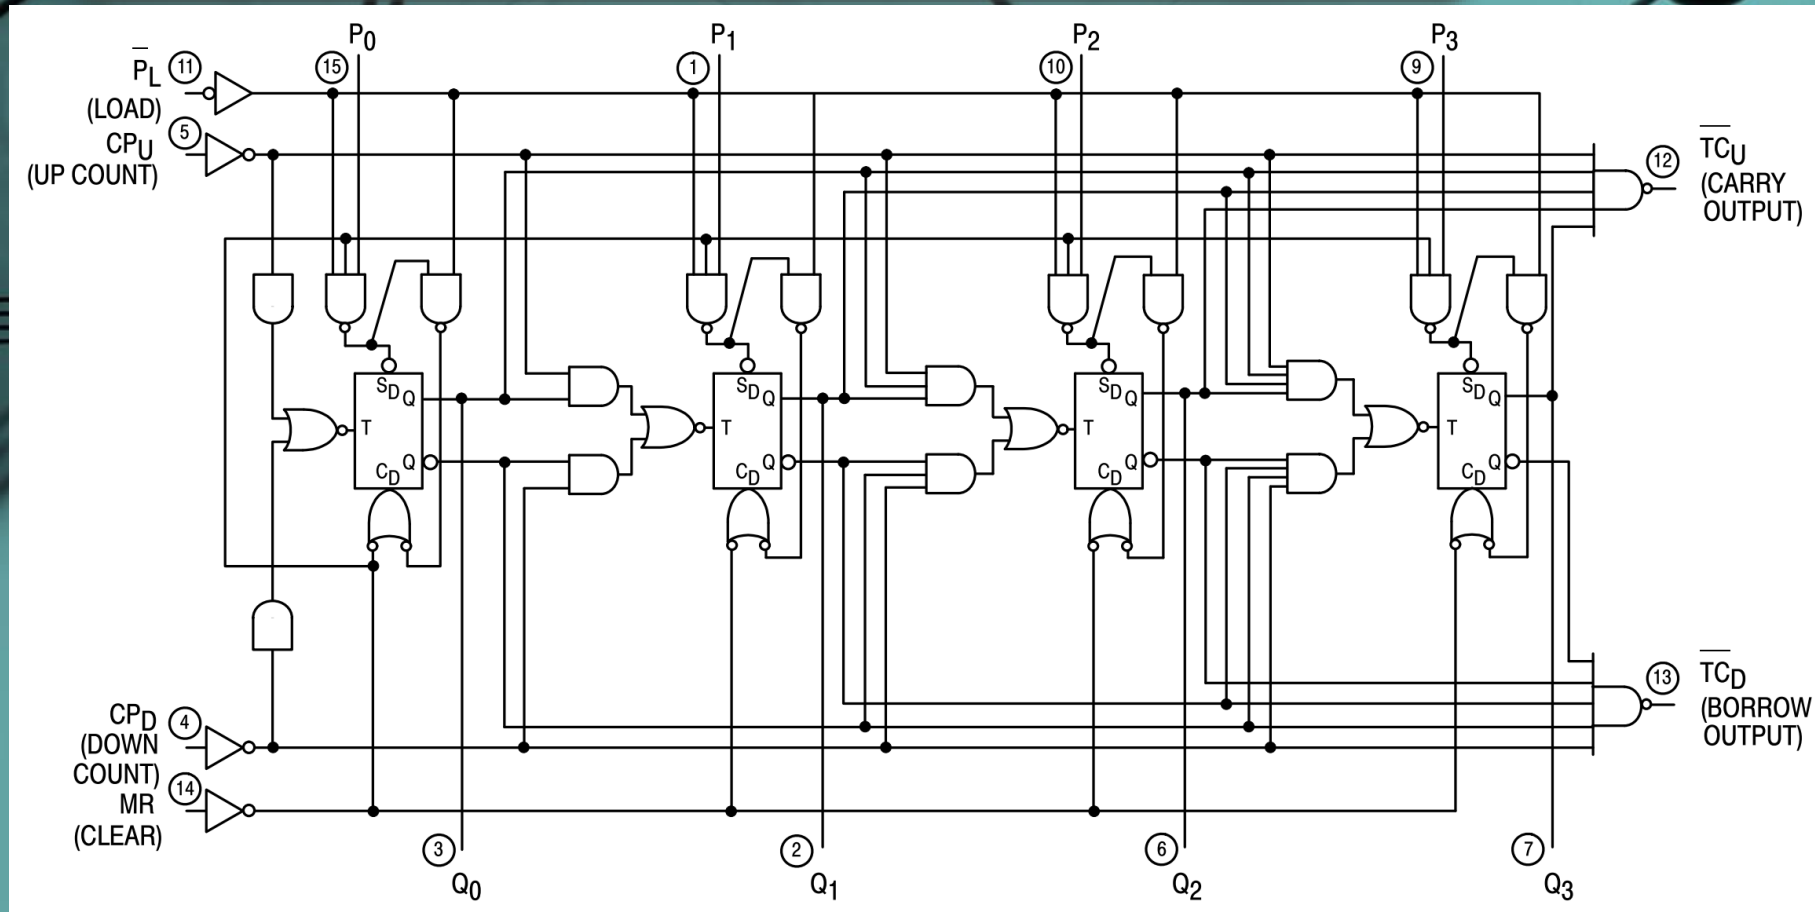 P0
P1
P2
P3
P̅L
11
15
1
10
9
(LOAD)
5
CPU
(UP COUNT)
T̅C̅U
12
(CARRY
OUTPUT)
SD Q
T
CD Q
SD Q
T
CD Q
SD Q
T
CD Q
SD Q
T
CD Q
T̅C̅D
13
(BORROW
OUTPUT)
CPD
4
(DOWN
COUNT)
14
MR
(CLEAR)
3
2
6
7
Q0
Q1
Q2
Q3